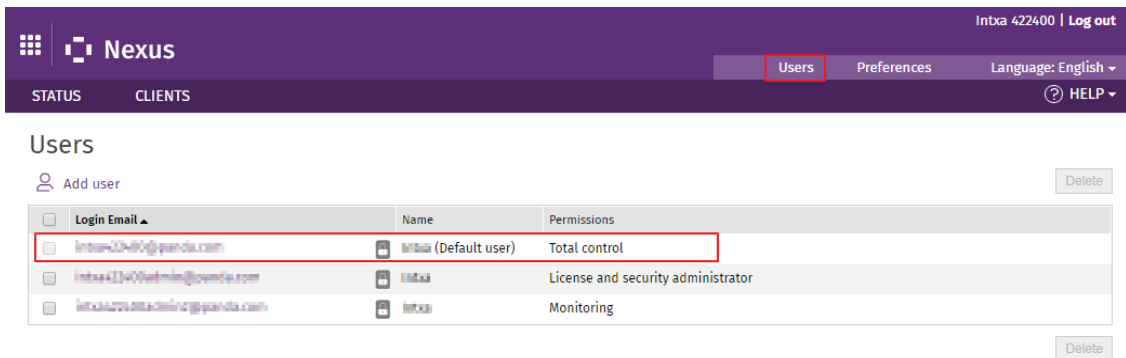 Intxa 422400 | Log out
Nexus
Users Preferences Language: English
STATUS CLIENTS ? HELP
Users
Add user
Delete
Login Email Name Permissions
(Default user) Total control
License and security administrator
Monitoring
Delete